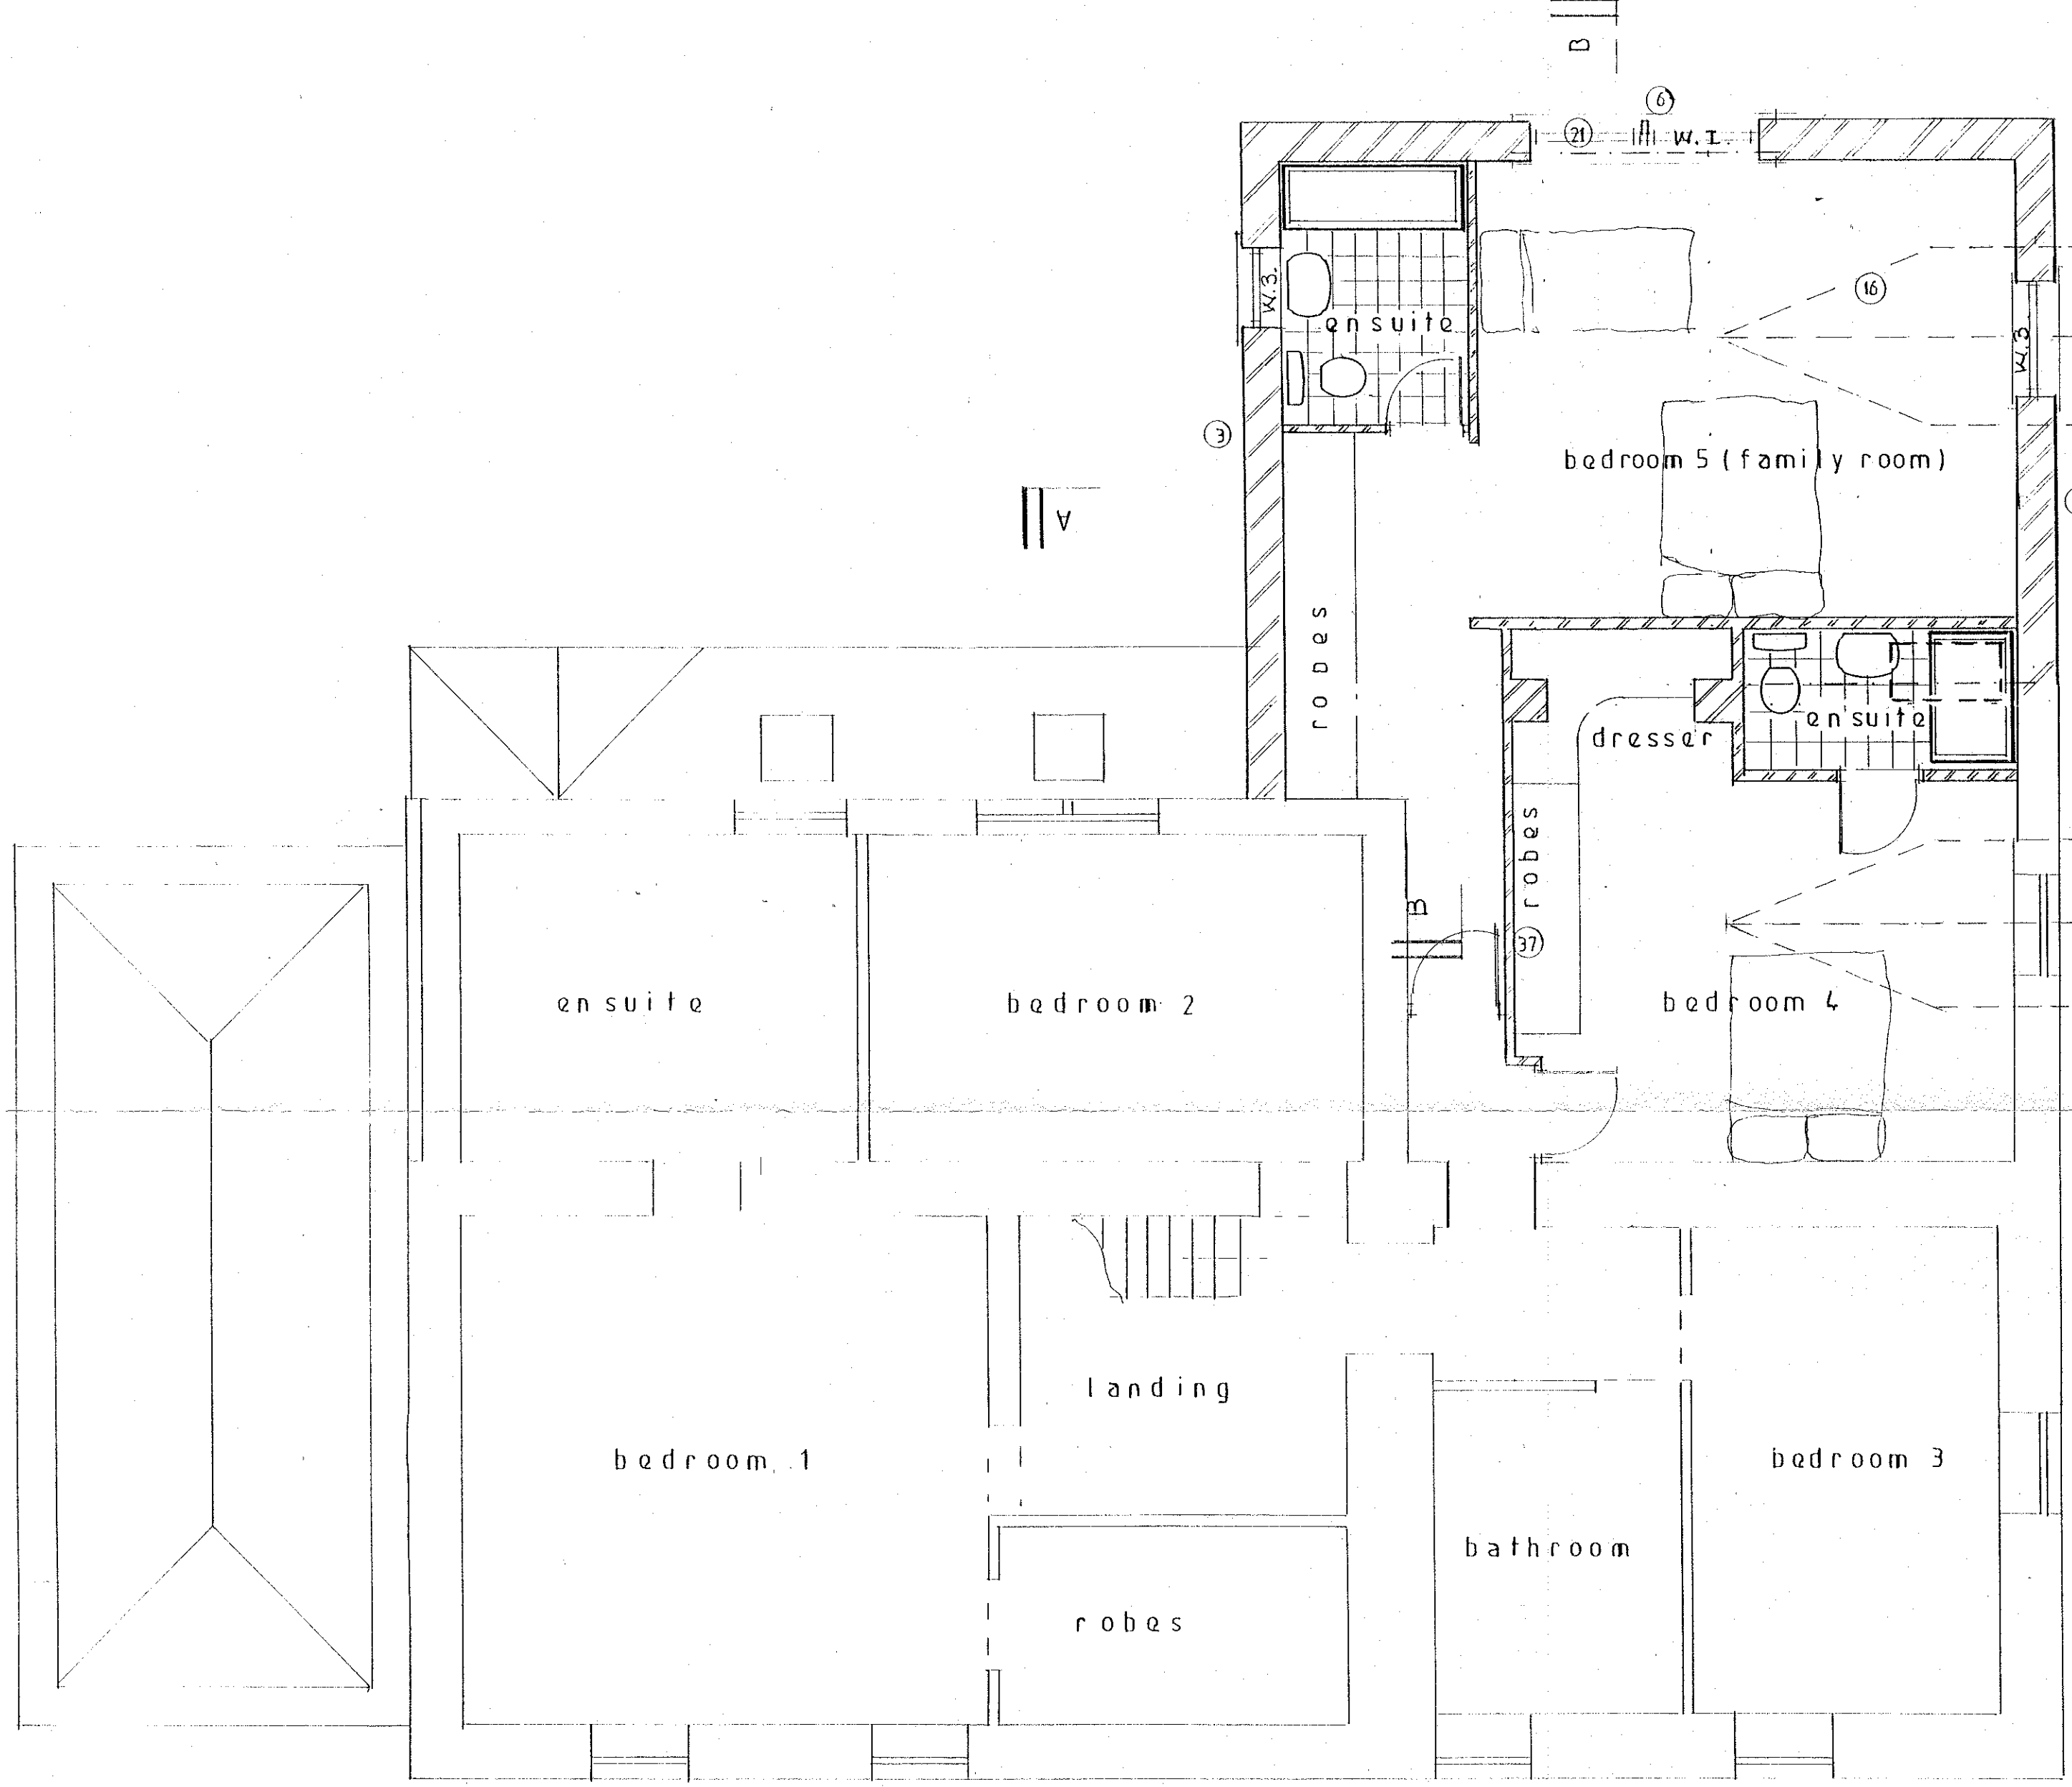 B
6
21
W.I.
W.3.
ensuite
16
W.3
3
bedroom 5 (family room)
A
robes
ensuite
dresser
robes
B
37
ensuite
bedroom 2
bedroom 4
landing
bedroom 1
bedroom 3
bathroom
robes